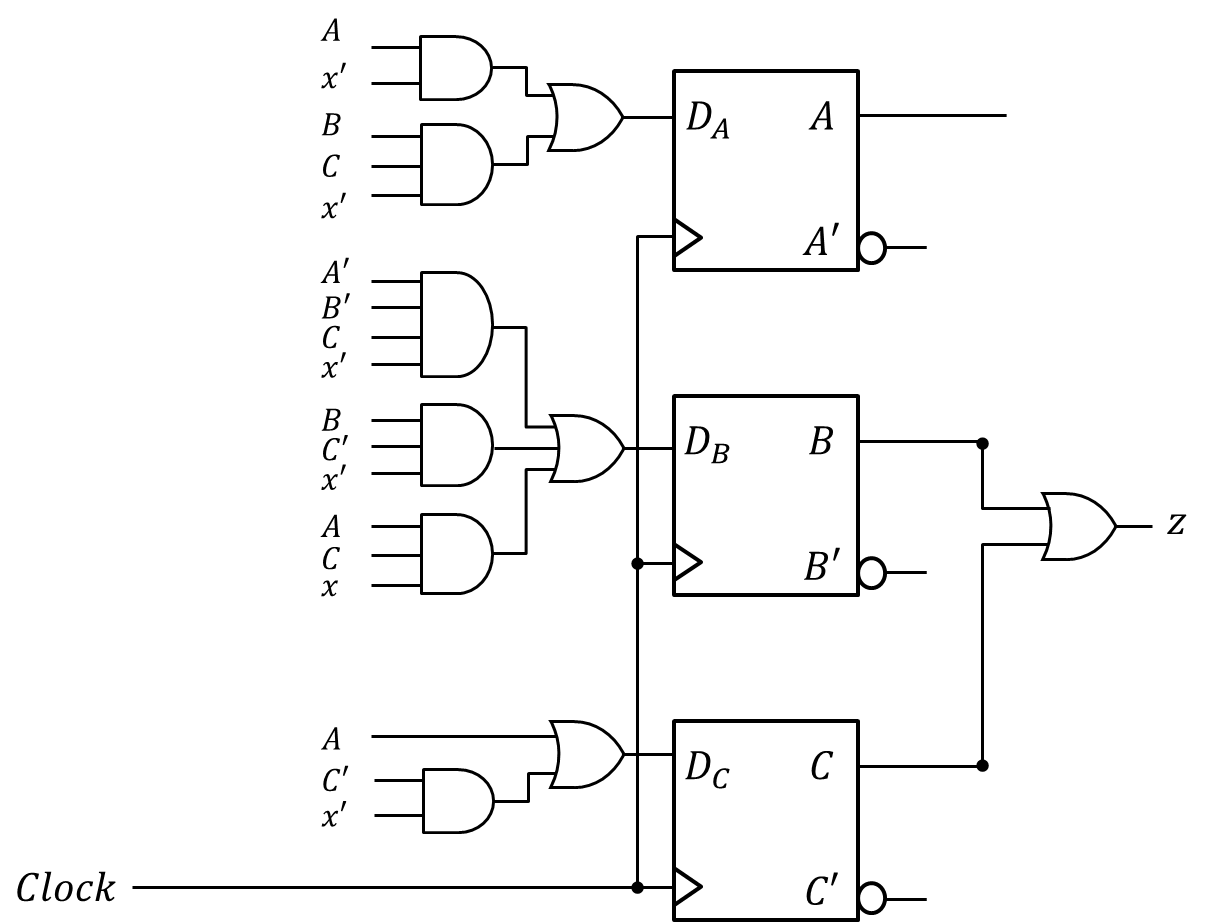 A
x′
B
C
x′
D_A A
A′
A′
B′
C
x′
B
C′
x′
A
C
x
D_B B
B′
z
A
C′
x′
D_C C
C′
Clock